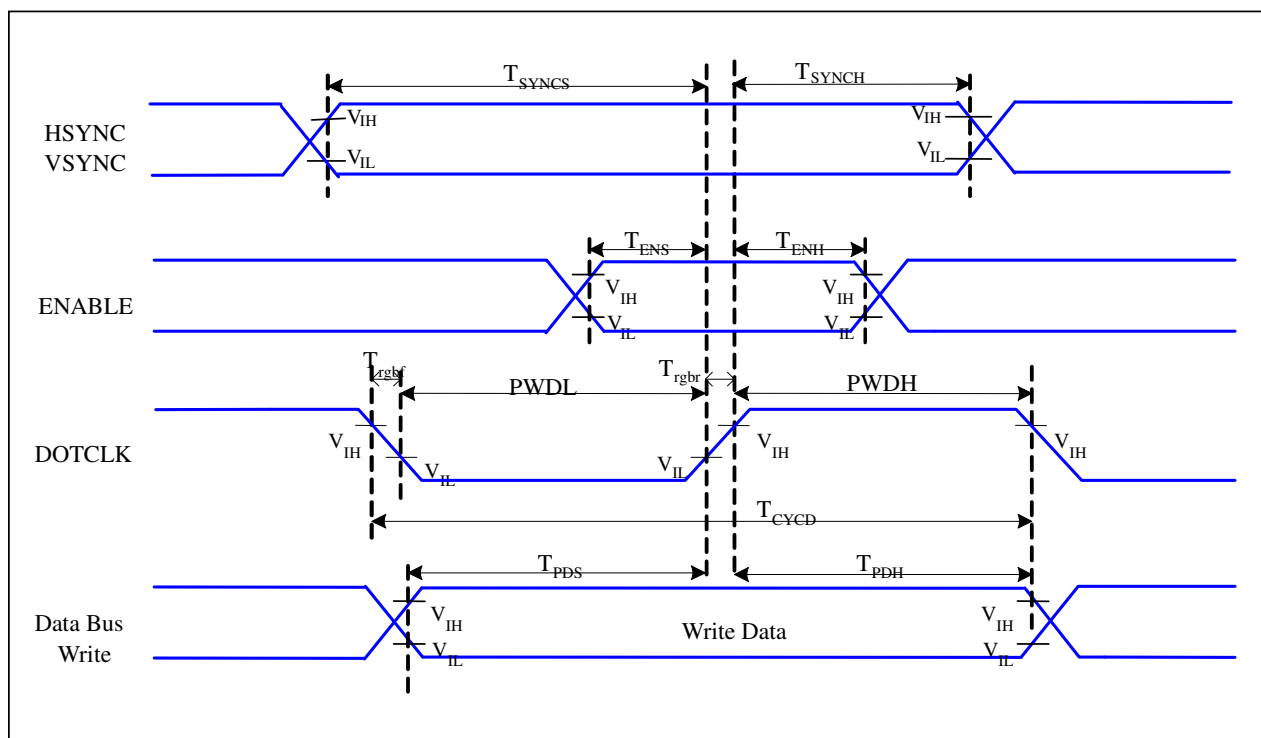 T_SYNCS T_SYNCH
HSYNC
VSYNC
V_IH V_IH
V_IL V_IL
T_ENS T_ENH
ENABLE
V_IH V_IH
V_IL V_IL
T_rgbf PWDL T_rgbr PWDH
DOTCLK
V_IH V_IH V_IH
V_IL V_IL
T_CYCD
T_PDS T_PDH
Data Bus
Write
V_IH Write Data V_IH
V_IL V_IL